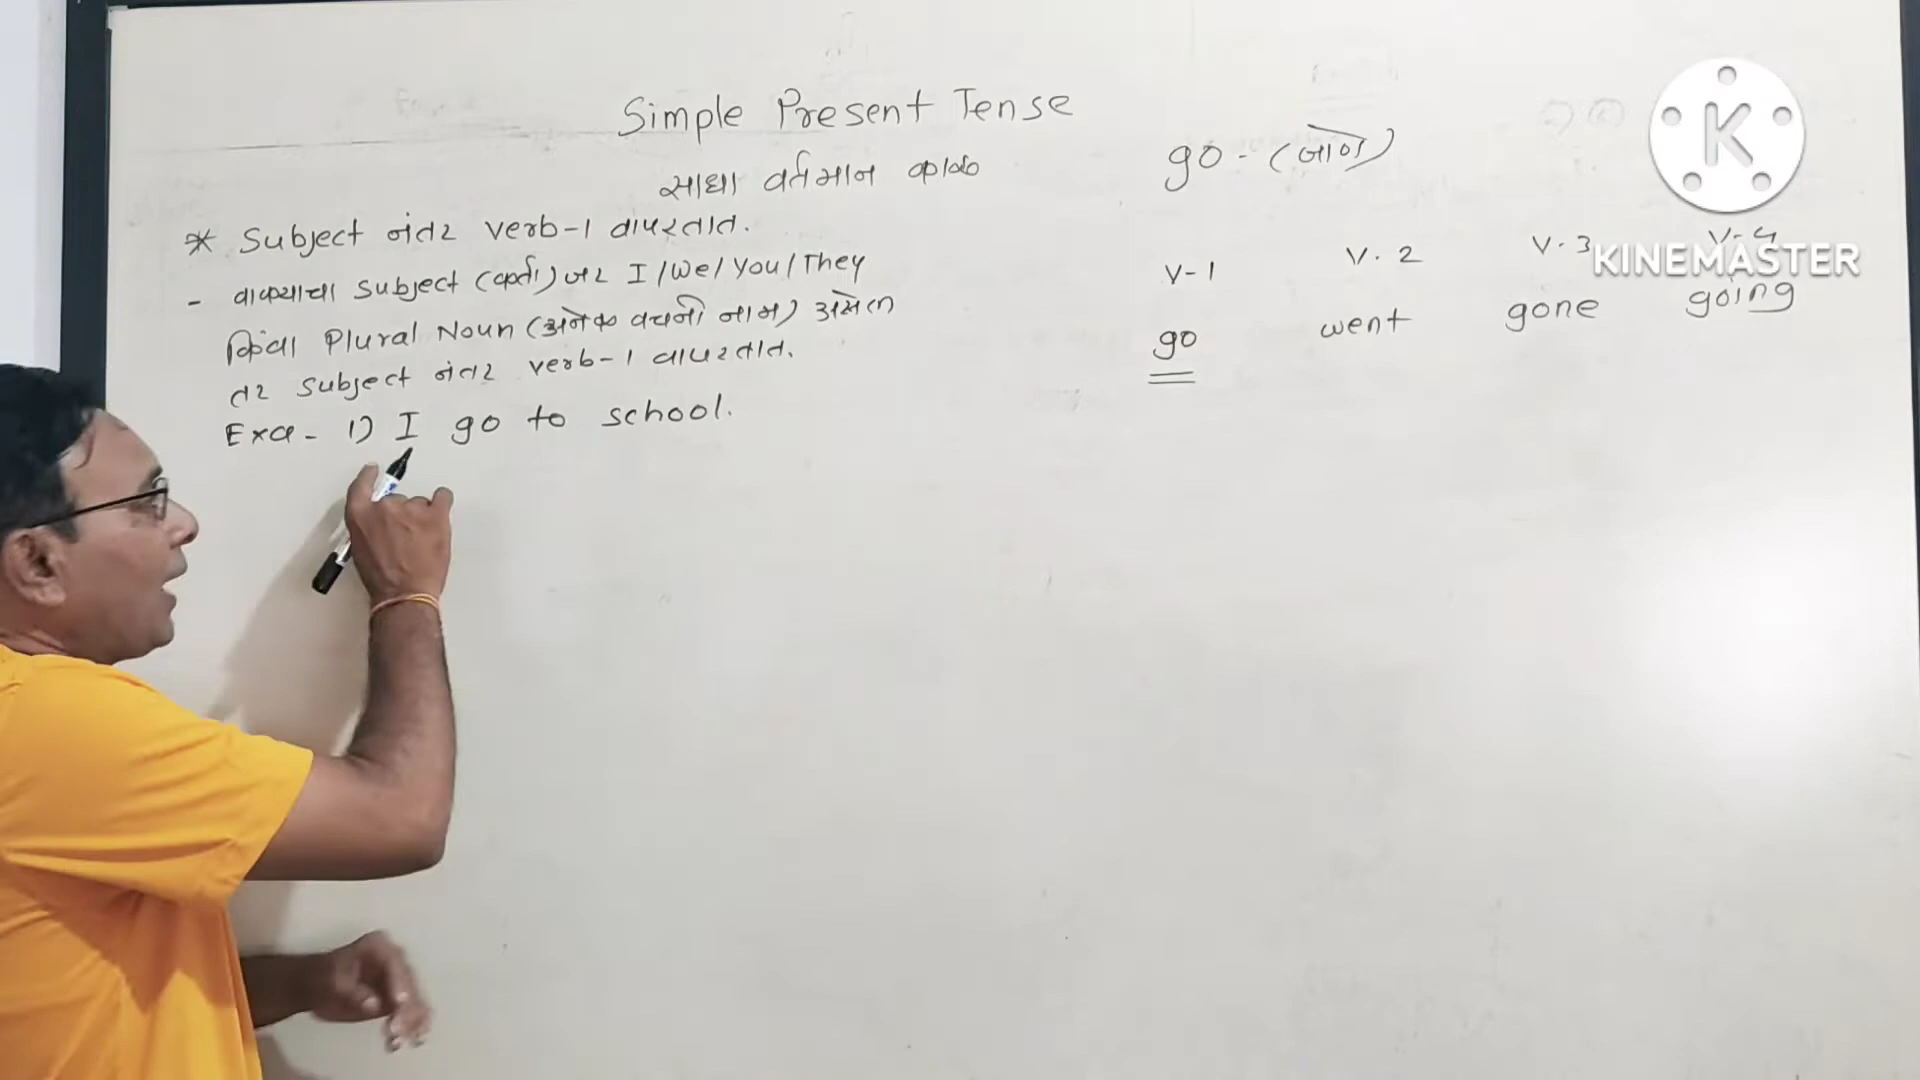 Simple Present Tense
साधा वर्तमान काळ
* Subject नंतर verb-1 वापरतात.
- वाक्याचा Subject (कर्ता) जर I/We/You/They
किंवा Plural Noun (अनेक वचनी नाम) असेल
तर Subject नंतर verb-1 वापरतात.
Exa- 1) I go to school.
go - (जाणे)
V-1 V.2 V.3 V-4
go went gone going
K
KINEMASTER